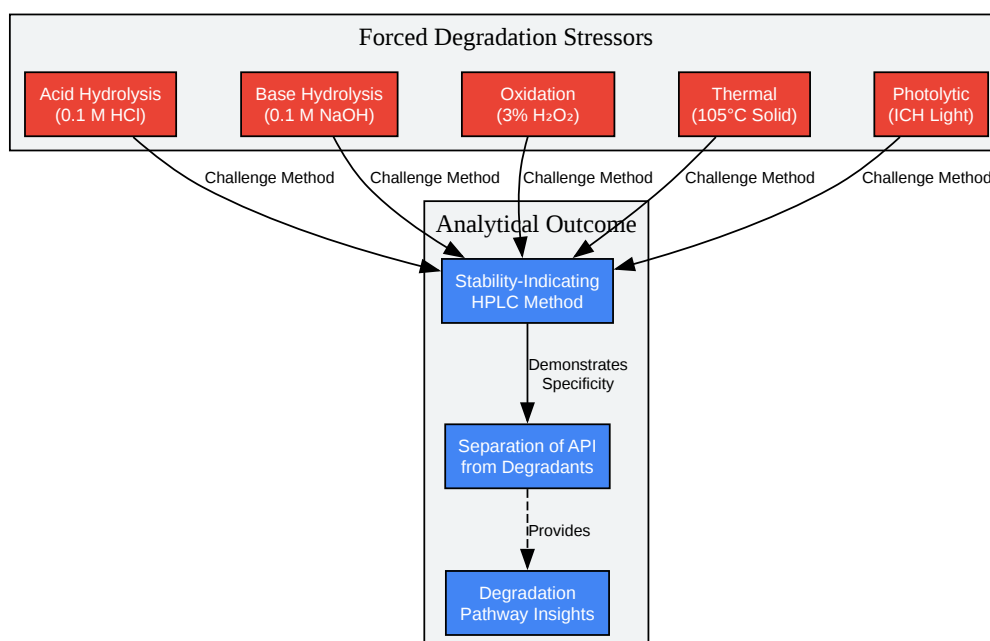 Forced Degradation Stressors
Acid Hydrolysis
(0.1 M HCl)
Base Hydrolysis
(0.1 M NaOH)
Oxidation
(3% H₂O₂)
Thermal
(105°C Solid)
Photolytic
(ICH Light)
Challenge Method
Challenge Method
Challenge Method
Challenge Method
Challenge Method
Analytical Outcome
Stability-Indicating
HPLC Method
Demonstrates
Specificity
Separation of API
from Degradants
Provides
Degradation
Pathway Insights